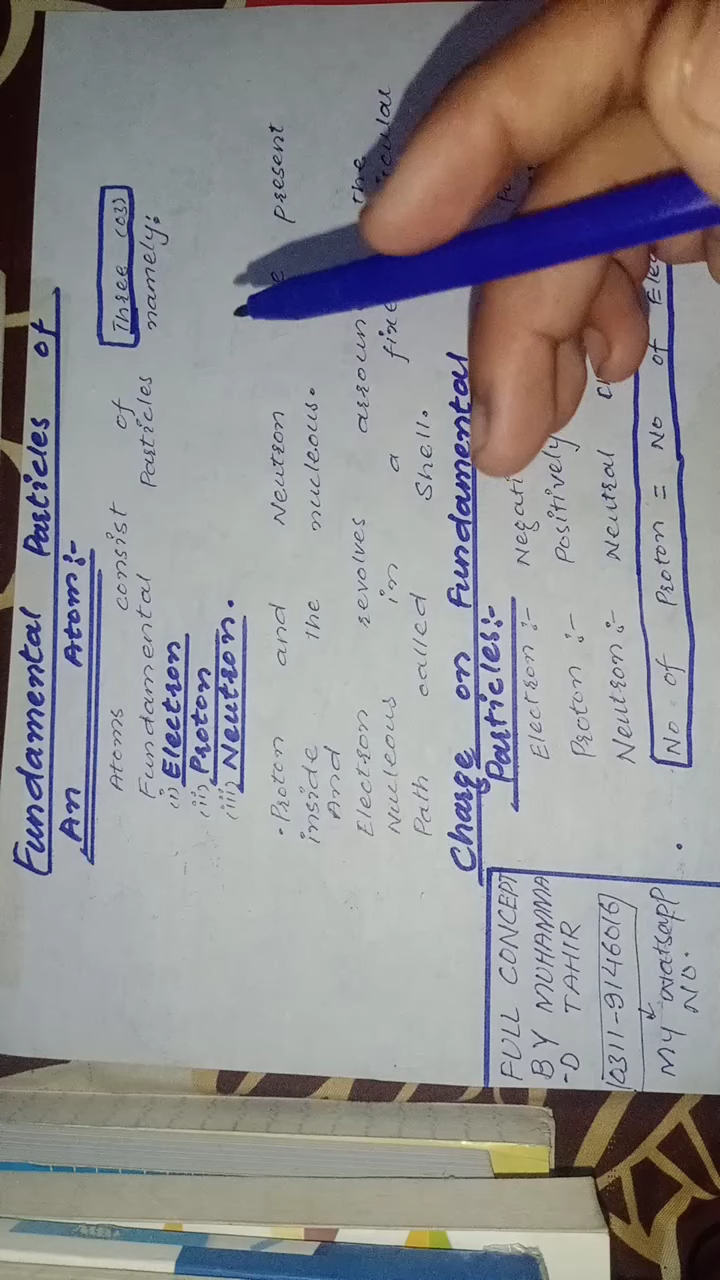 Fundamental Particles of
An Atom:-
Atoms consist of Three (03)
Fundamental Particles namely:
(i) Electron
(ii) Proton
(iii) Neutron.
• Proton and Neutron present
inside the nucleous.
And
Electron revolves arroun the
Nucleous in a fixe
Path called Shell.
Charge on Fundamental
Particles:-
Electron :-
Proton :- Positively
Neutron :- Neutral
No of Proton = No of
FULL CONCEPT
BY MUHAMMA
-D TAHIR
0311-9146016
My whatsapp
NO.